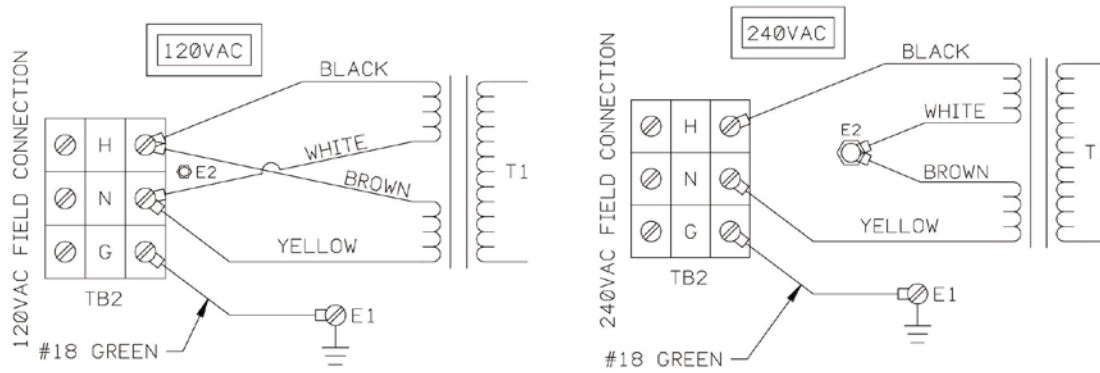 120VAC FIELD CONNECTION
120VAC
BLACK
H
E2
WHITE
T1
N
BROWN
G
YELLOW
TB2
E1
#18 GREEN
240VAC FIELD CONNECTION
240VAC
BLACK
H
E2
WHITE
T
N
BROWN
G
YELLOW
TB2
E1
#18 GREEN